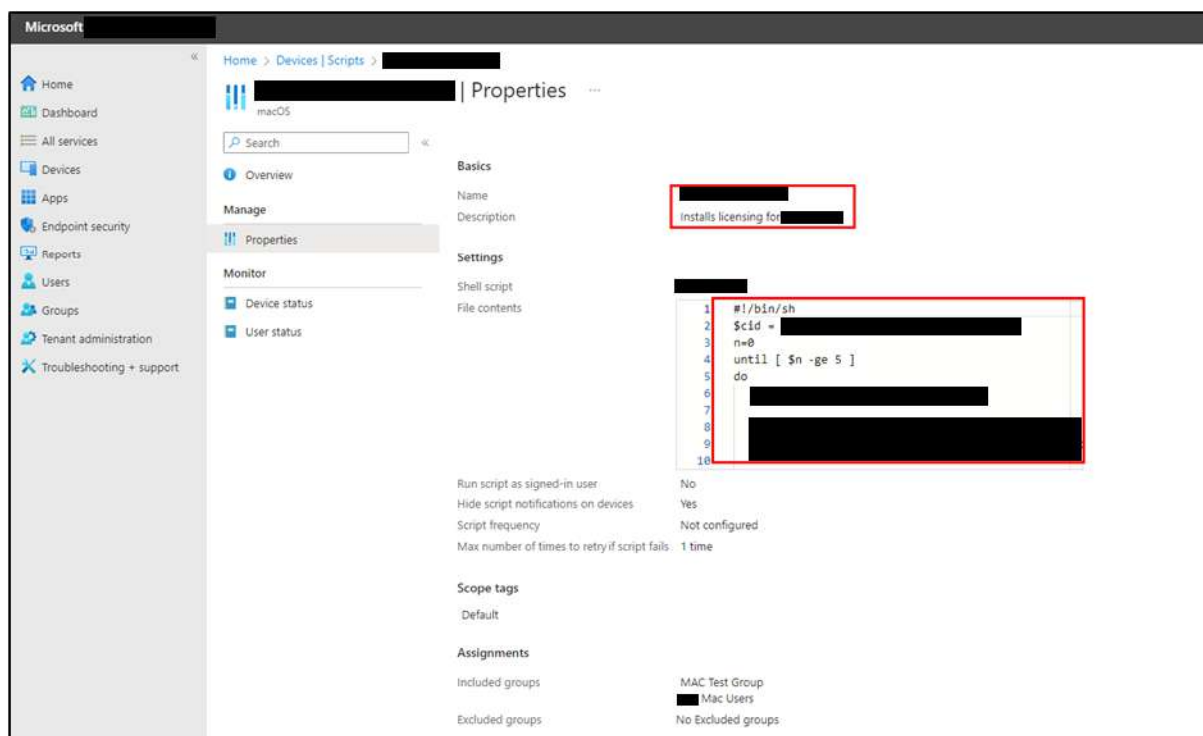 Microsoft
«
Home > Devices | Scripts >
Home
Dashboard
All services
Devices
Apps
Endpoint security
Reports
Users
Groups
Tenant administration
Troubleshooting + support
| Properties ...
macOS
Search «
Overview
Manage
Properties
Monitor
Device status
User status
Basics
Name
Description Installs licensing for
Settings
Shell script
File contents
1 #!/bin/sh
2 $cid =
3 n=0
4 until [ $n -ge 5 ]
5 do
6
7
8
9
10
Run script as signed-in user No
Hide script notifications on devices Yes
Script frequency Not configured
Max number of times to retry if script fails 1 time
Scope tags
Default
Assignments
Included groups MAC Test Group
Mac Users
Excluded groups No Excluded groups